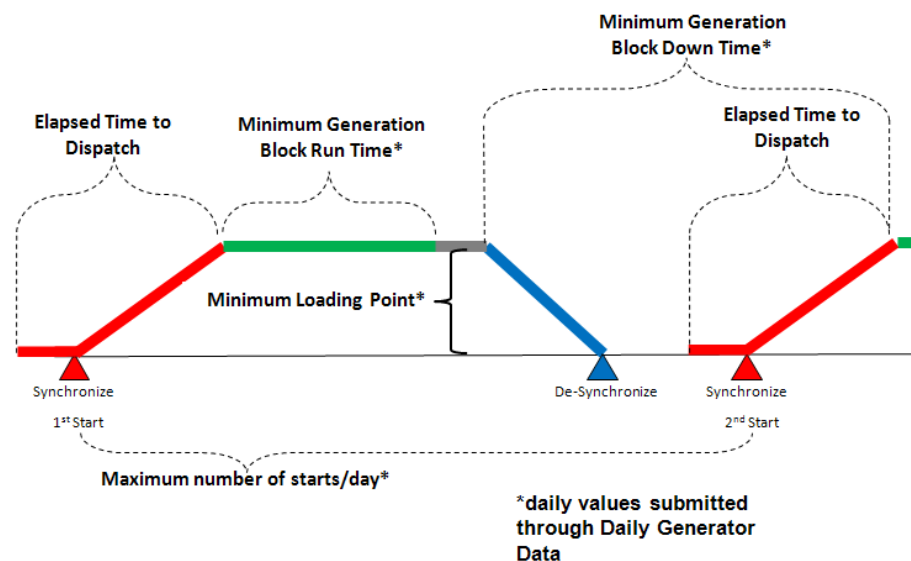 Minimum Generation
Block Down Time*
Elapsed Time to
Dispatch
Minimum Generation
Block Run Time*
Elapsed Time to
Dispatch
Minimum Loading Point*
Synchronize
1st Start
De-Synchronize
Synchronize
2nd Start
Maximum number of starts/day*
*daily values submitted
through Daily Generator
Data